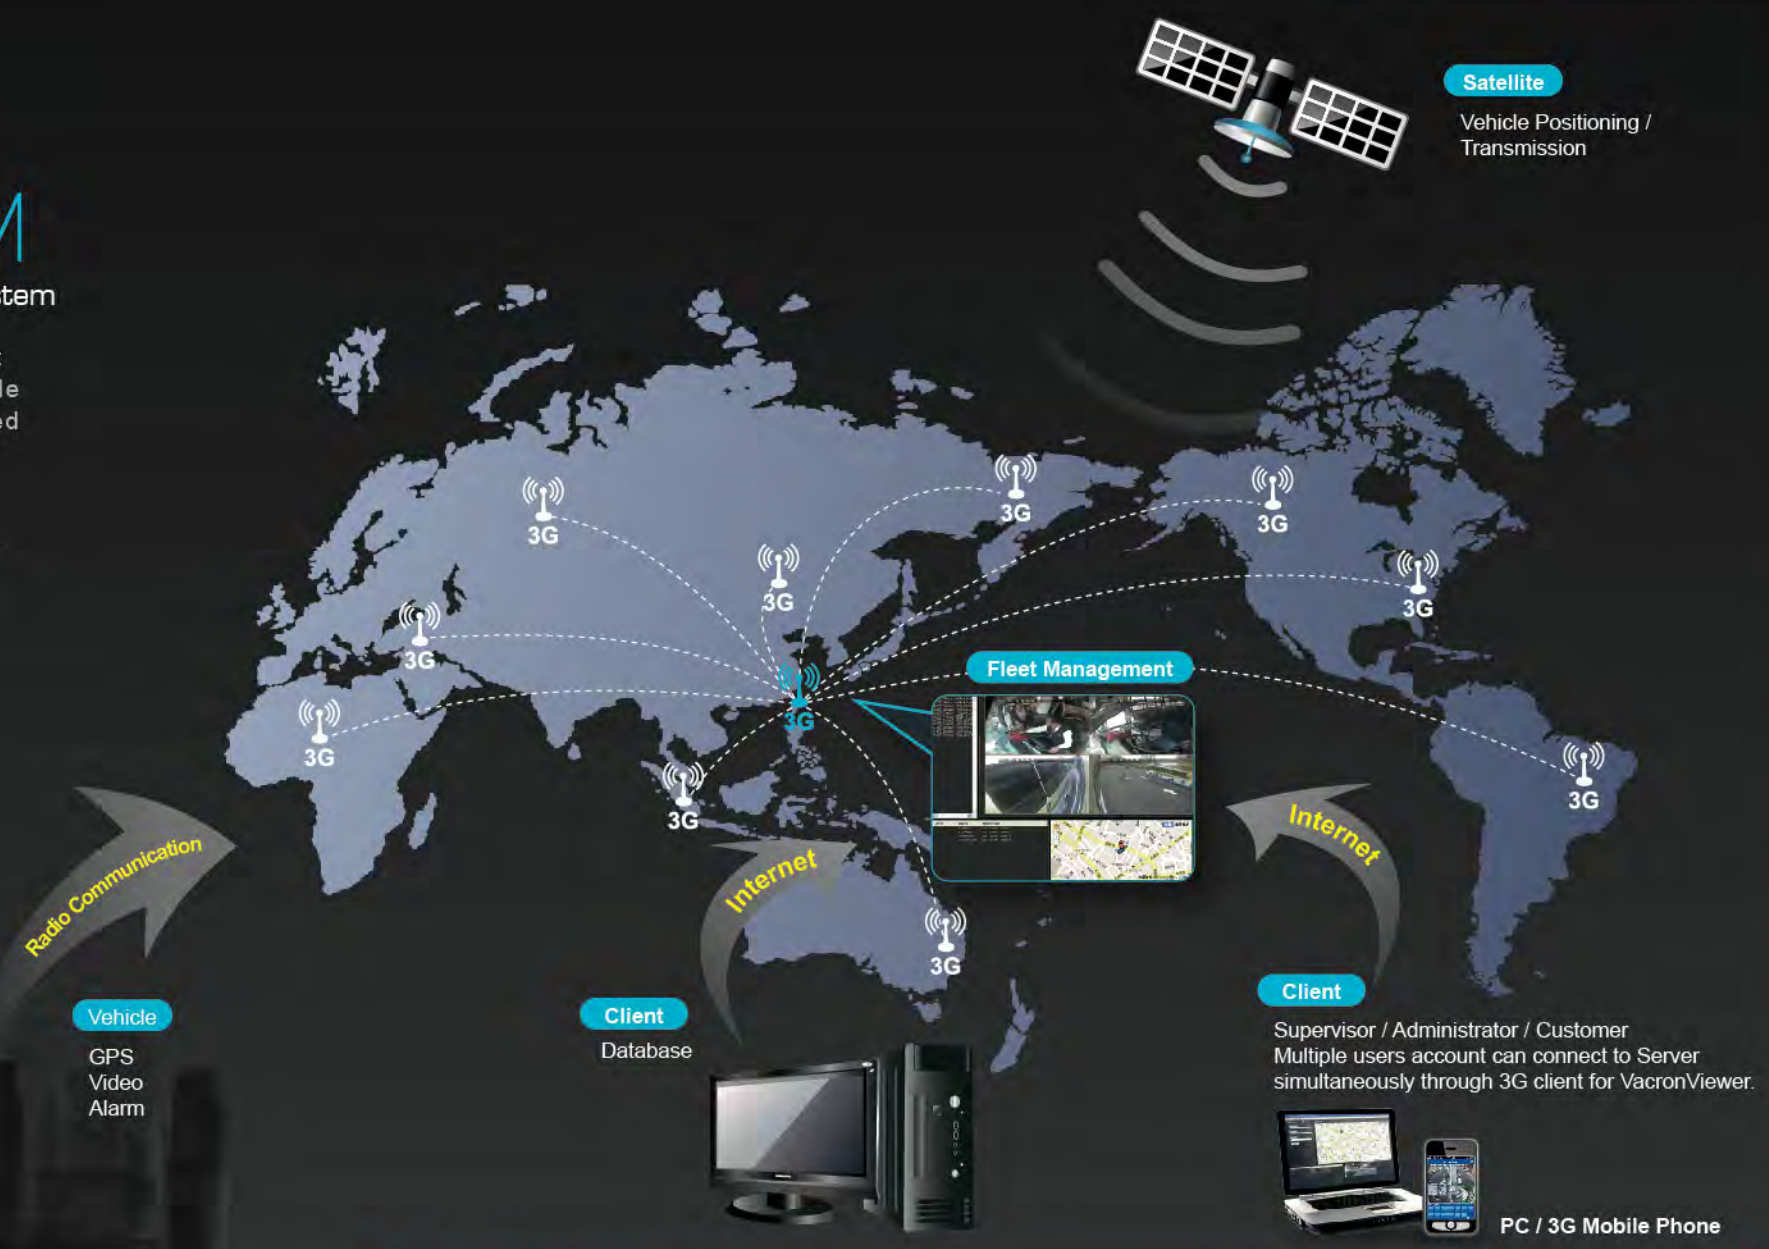 Satellite
Vehicle Positioning /
Transmission
M
stem
le
ed
3G
3G
3G
3G
3G
3G
3G
Fleet Management
3G
3G
3G
3G
3G
Internet
Internet
Radio Communication
Vehicle
GPS
Video
Alarm
Client
Database
Client
Supervisor / Administrator / Customer
Multiple users account can connect to Server
simultaneously through 3G client for VacronViewer.
PC / 3G Mobile Phone